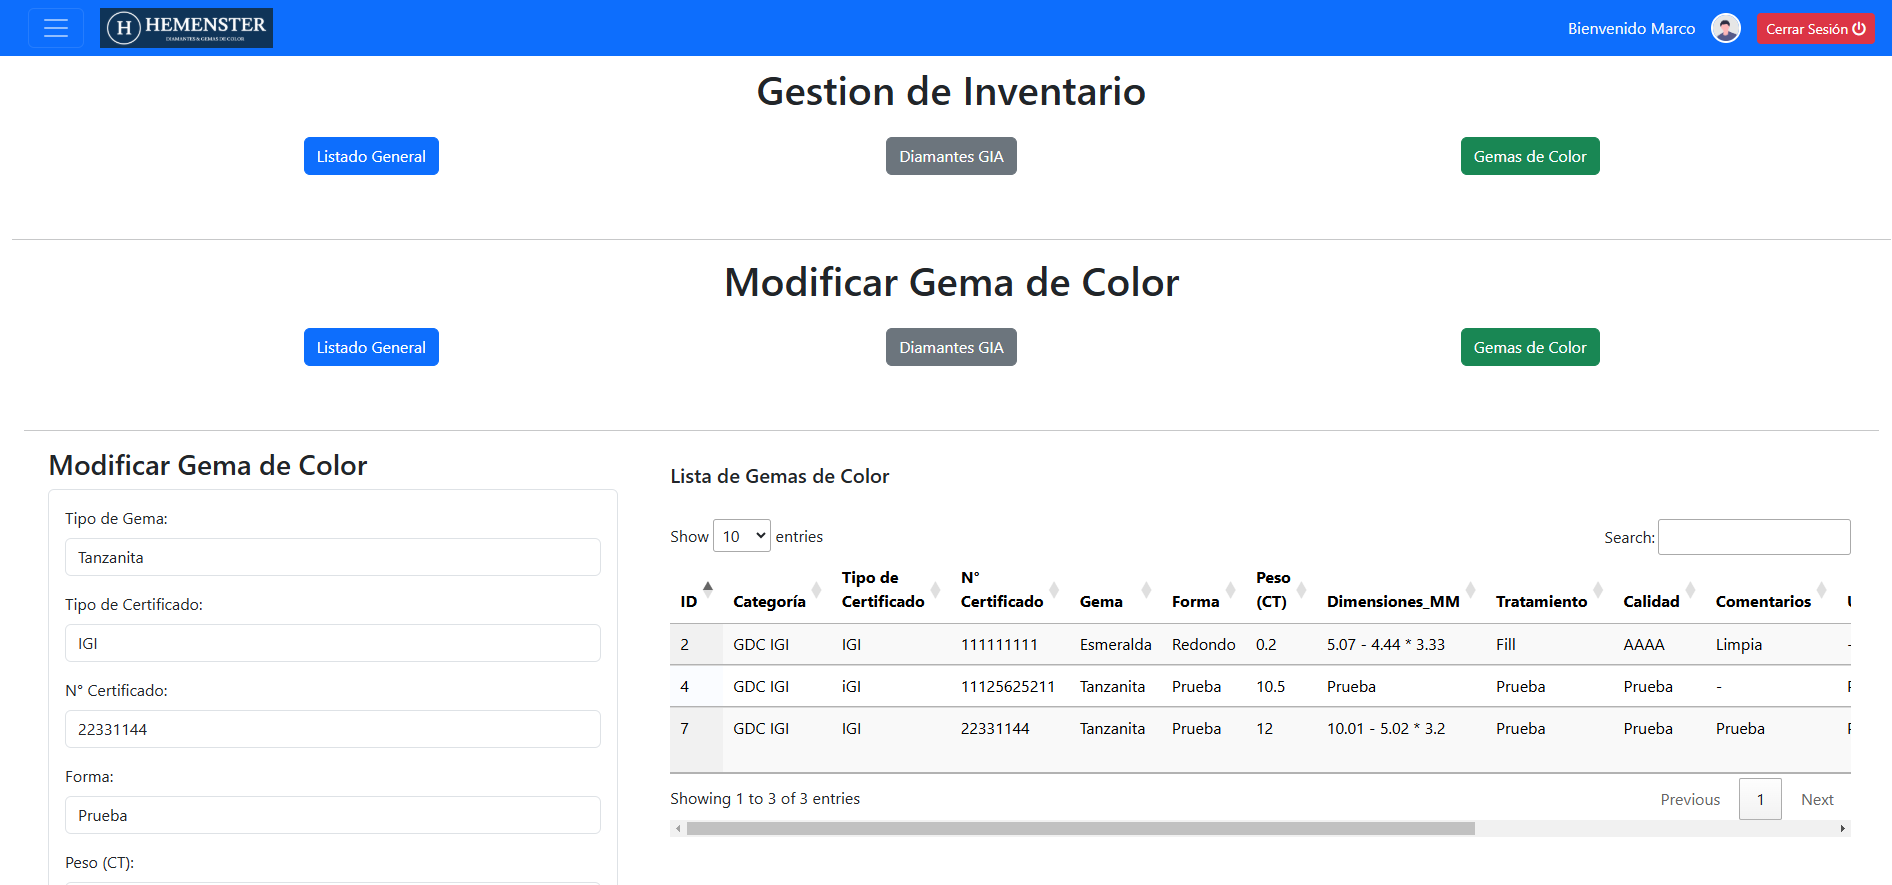 HEMENSTER
DIAMANTES & GEMAS DE COLOR
Bienvenido Marco
Cerrar Sesión
Gestion de Inventario
Listado General
Diamantes GIA
Gemas de Color
Modificar Gema de Color
Listado General
Diamantes GIA
Gemas de Color
Modificar Gema de Color
Tipo de Gema:
Tanzanita
Tipo de Certificado:
IGI
N° Certificado:
22331144
Forma:
Prueba
Peso (CT):
Lista de Gemas de Color
Show 10 entries
Search:
ID Categoría Tipo de Certificado N° Certificado Gema Forma Peso (CT) Dimensiones_MM Tratamiento Calidad Comentarios
2 GDC IGI IGI 111111111 Esmeralda Redondo 0.2 5.07 - 4.44 * 3.33 Fill AAAA Limpia -
4 GDC IGI iGI 11125625211 Tanzanita Prueba 10.5 Prueba Prueba Prueba -
7 GDC IGI IGI 22331144 Tanzanita Prueba 12 10.01 - 5.02 * 3.2 Prueba Prueba Prueba
Showing 1 to 3 of 3 entries
Previous 1 Next